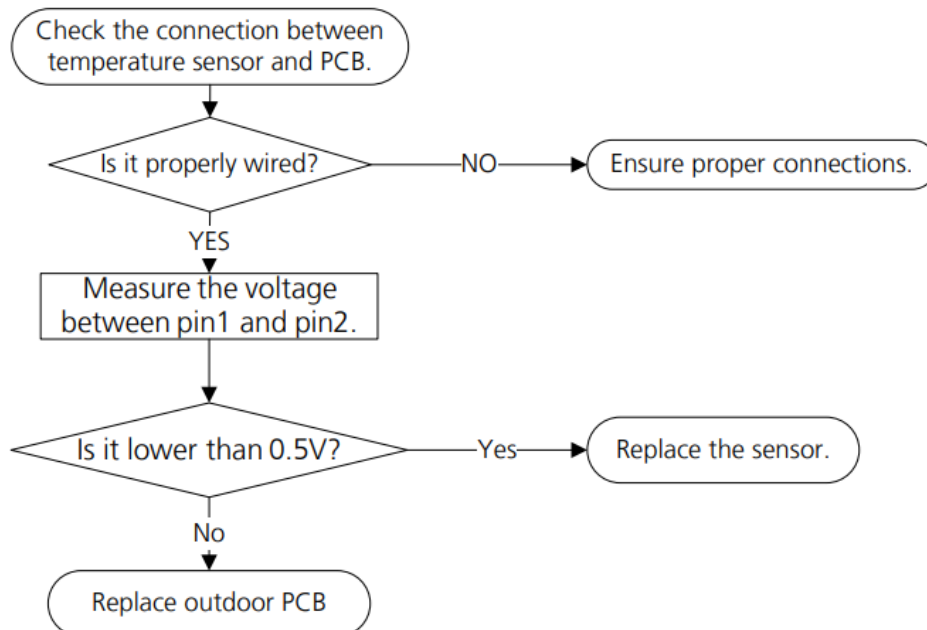 Check the connection between
temperature sensor and PCB.
Is it properly wired?
NO
Ensure proper connections.
YES
Measure the voltage
between pin1 and pin2.
Is it lower than 0.5V?
Yes
Replace the sensor.
No
Replace outdoor PCB